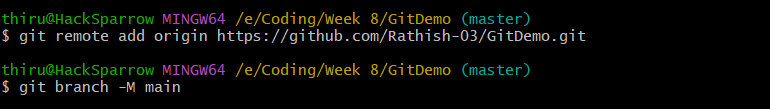 thiru@HackSparrow MINGW64 /e/Coding/Week 8/GitDemo (master)
$ git remote add origin https://github.com/Rathish-03/GitDemo.git
thiru@HackSparrow MINGW64 /e/Coding/Week 8/GitDemo (master)
$ git branch -M main